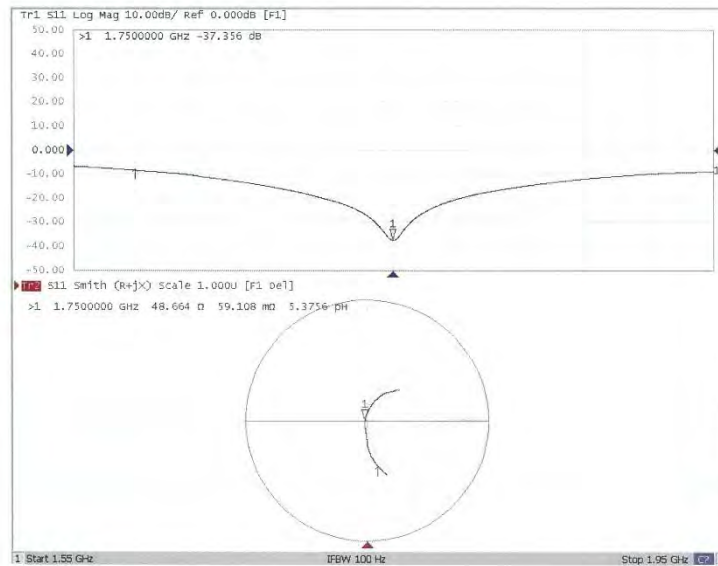 Tr1 S11 Log Mag 10.00dB/ Ref 0.000dB [F1]
50.00
>1 1.7500000 GHz -37.356 dB
40.00
30.00
20.00
10.00
0.000
-10.00
-20.00
-30.00
1
-40.00
-50.00
Tr2 S11 Smith (R+jX) Scale 1.000U [F1 Del]
>1 1.7500000 GHz 48.664 Ω 59.108 mΩ 5.3756 pH
1
1 Start 1.55 GHz IFBW 100 Hz Stop 1.95 GHz C?